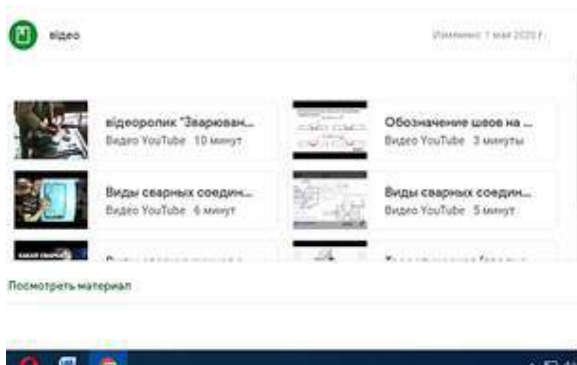 відео
Изменено: 1 мая 2020 г.
відеоролик "Зварюван...
Видео YouTube 10 минут
Обозначение швов на ...
Видео YouTube 3 минуты
Виды сварных соедин...
Видео YouTube 6 минут
Виды сварных соедин...
Видео YouTube 5 минут
Посмотреть материал